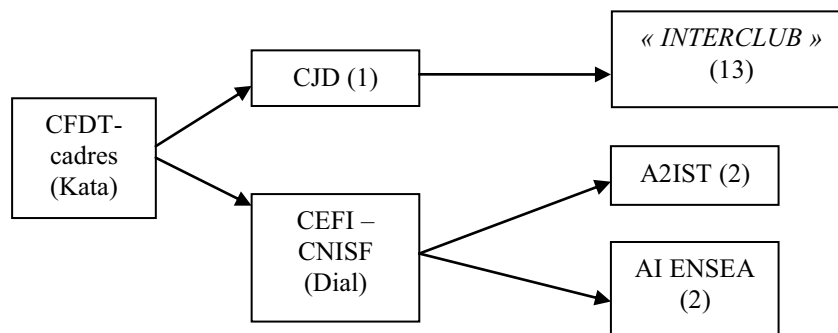 « INTERCLUB »
(13)
CJD (1)
CFDT-
cadres
(Kata)
A2IST (2)
CEFI –
CNISF
(Dial)
AI ENSEA
(2)